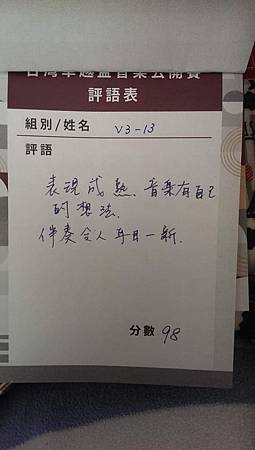 台灣卓越盃音樂公開賽
評語表
組別/姓名 V3-13
評語
表現成熟、音樂有自己
的想法.
伴奏令人耳目一新.
分數 98